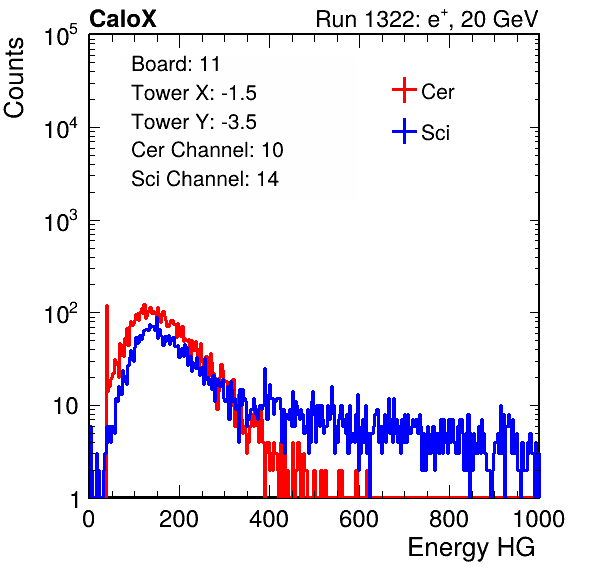 CaloX Run 1322: e⁺, 20 GeV
Counts
10⁵
10⁴
10³
10²
10
1
Board: 11
Tower X: -1.5
Tower Y: -3.5
Cer Channel: 10
Sci Channel: 14
Cer
Sci
0 200 400 600 800 1000
Energy HG